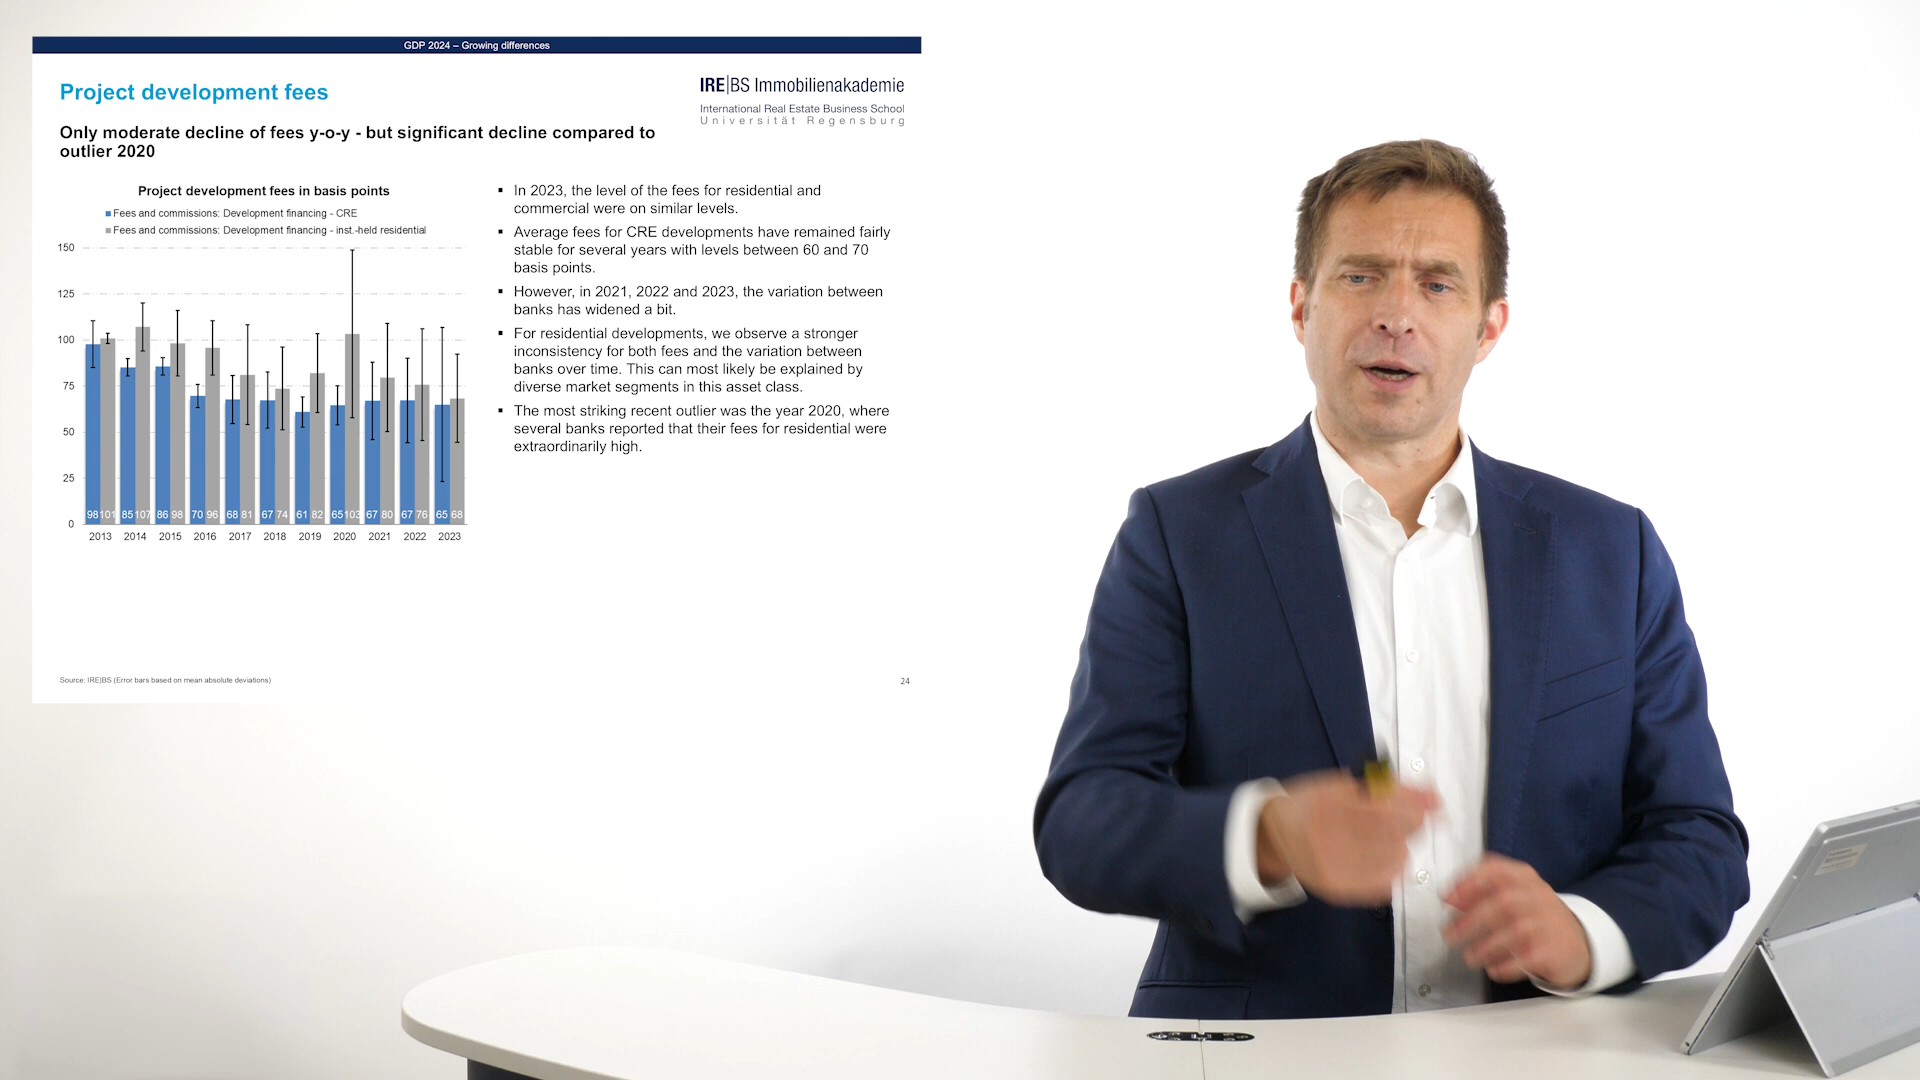 GDP 2024 – Growing differences
Project development fees
IRE|BS Immobilienakademie
International Real Estate Business School
Universität Regensburg
Only moderate decline of fees y-o-y - but significant decline compared to
outlier 2020
Project development fees in basis points
Fees and commissions: Development financing - CRE
Fees and commissions: Development financing - inst.-held residential
150
125
100
75
50
25
0
98 101 85 107 86 98 70 96 68 81 67 74 61 82 65 103 67 80 67 76 65 68
2013 2014 2015 2016 2017 2018 2019 2020 2021 2022 2023
▪ In 2023, the level of the fees for residential and
commercial were on similar levels.
▪ Average fees for CRE developments have remained fairly
stable for several years with levels between 60 and 70
basis points.
▪ However, in 2021, 2022 and 2023, the variation between
banks has widened a bit.
▪ For residential developments, we observe a stronger
inconsistency for both fees and the variation between
banks over time. This can most likely be explained by
diverse market segments in this asset class.
▪ The most striking recent outlier was the year 2020, where
several banks reported that their fees for residential were
extraordinarily high.
Source: IRE|BS (Error bars based on mean absolute deviations)
24